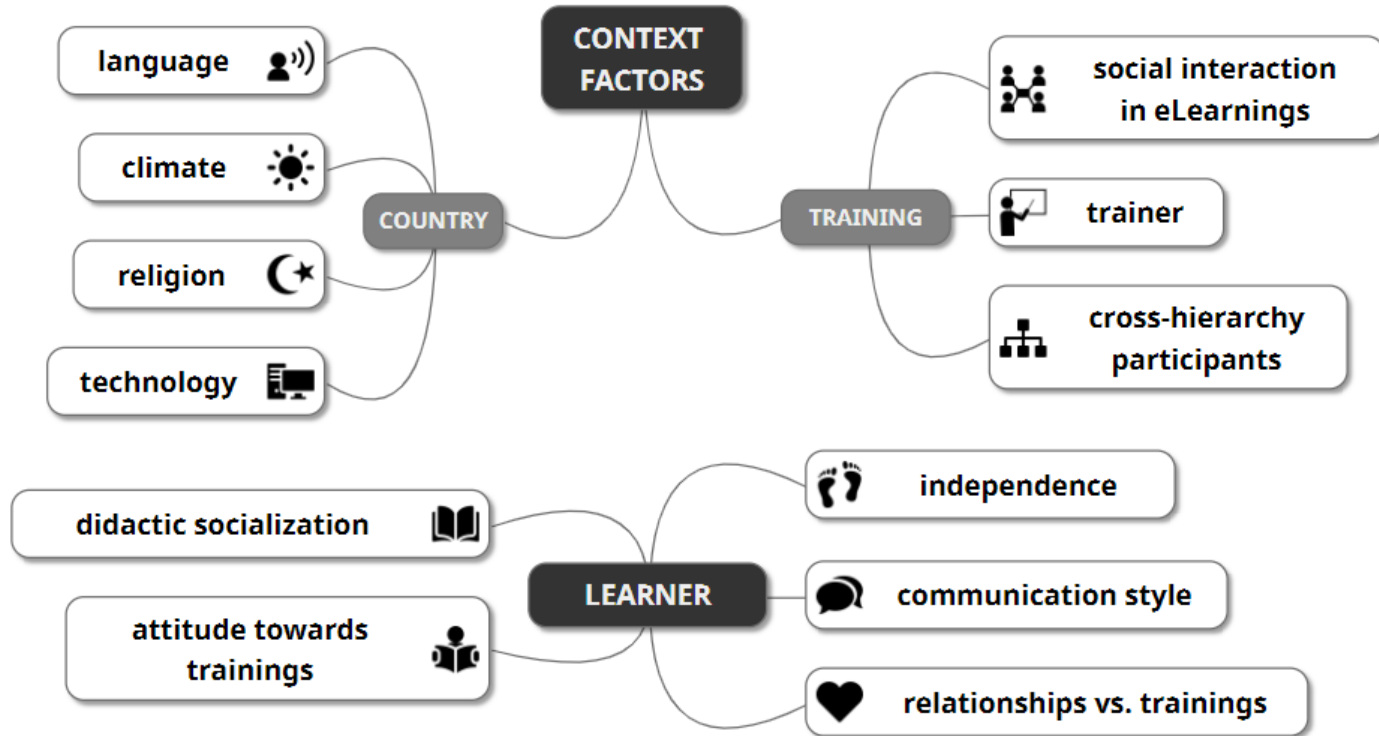 CONTEXT
FACTORS
language
climate
religion
technology
COUNTRY
TRAINING
social interaction
in eLearnings
trainer
cross-hierarchy
participants
didactic socialization
attitude towards
trainings
LEARNER
independence
communication style
relationships vs. trainings